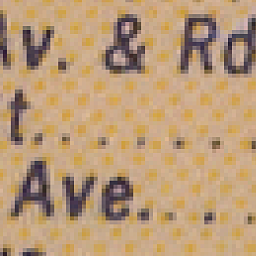 Av. & Rd
t. . . . . .
Ave. . . .